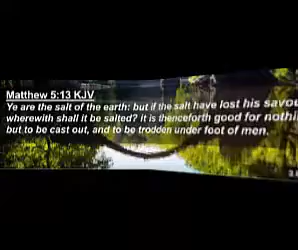 Matthew 5:13 KJV
Ye are the salt of the earth: but if the salt have lost his savou
wherewith shall it be salted? it is thenceforth good for nothi
but to be cast out, and to be trodden under foot of men.